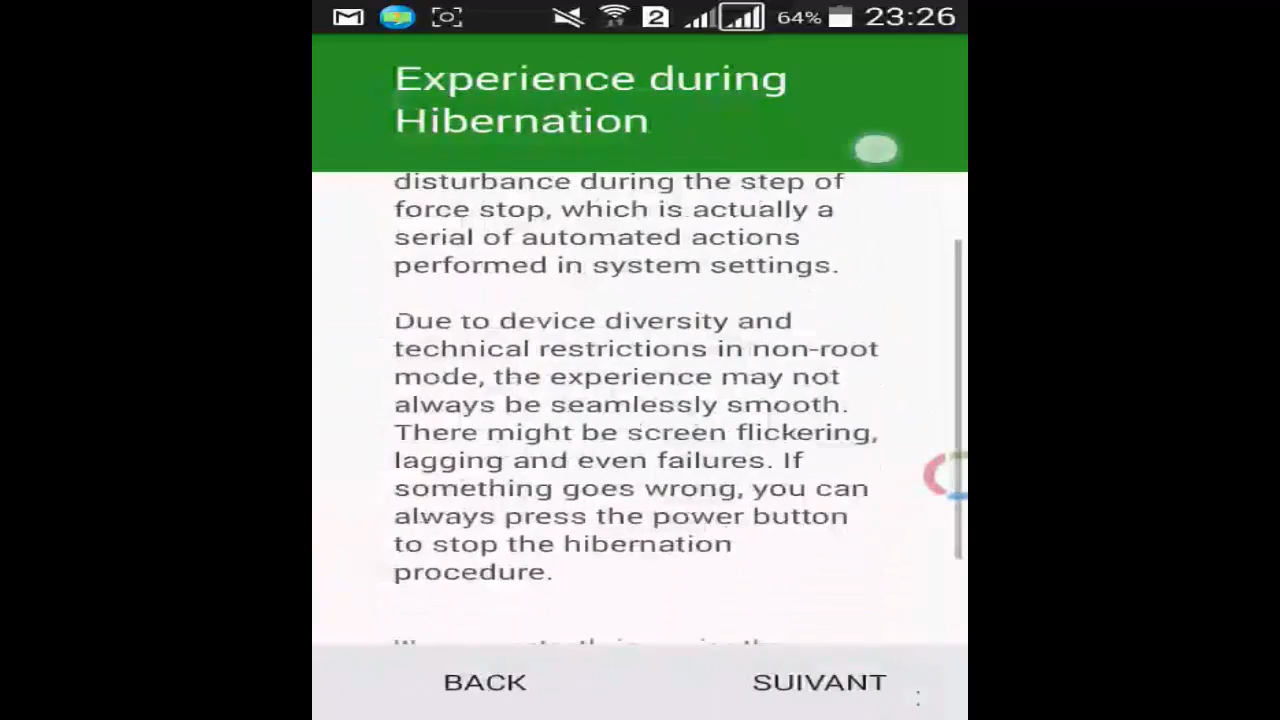 2 64% 23:26
Experience during
Hibernation
disturbance during the step of
force stop, which is actually a
serial of automated actions
performed in system settings.
Due to device diversity and
technical restrictions in non-root
mode, the experience may not
always be seamlessly smooth.
There might be screen flickering,
lagging and even failures. If
something goes wrong, you can
always press the power button
to stop the hibernation
procedure.
BACK SUIVANT